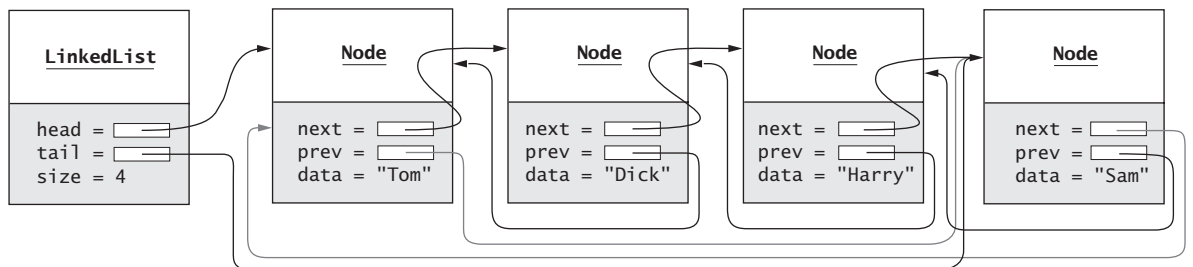 LinkedList
head =
tail =
size = 4
Node
next =
prev =
data = "Tom"
Node
next =
prev =
data = "Dick"
Node
next =
prev =
data = "Harry"
Node
next =
prev =
data = "Sam"